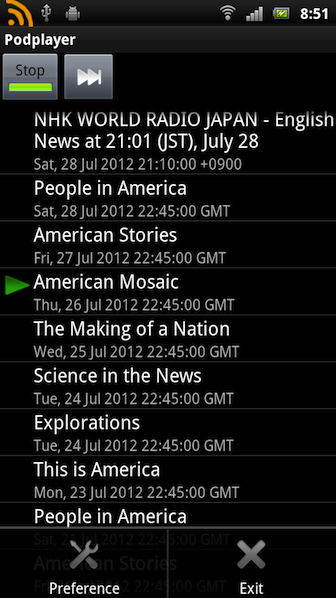 8:51
Podplayer
Stop
NHK WORLD RADIO JAPAN - English
News at 21:01 (JST), July 28
Sat, 28 Jul 2012 21:10:00 +0900
People in America
Sat, 28 Jul 2012 22:45:00 GMT
American Stories
Fri, 27 Jul 2012 22:45:00 GMT
American Mosaic
Thu, 26 Jul 2012 22:45:00 GMT
The Making of a Nation
Wed, 25 Jul 2012 22:45:00 GMT
Science in the News
Tue, 24 Jul 2012 22:45:00 GMT
Explorations
Tue, 24 Jul 2012 22:45:00 GMT
This is America
Mon, 23 Jul 2012 22:45:00 GMT
People in America
Sat, 21 Jul 2012 22:45:00 GMT
American Stories
Preference
Exit